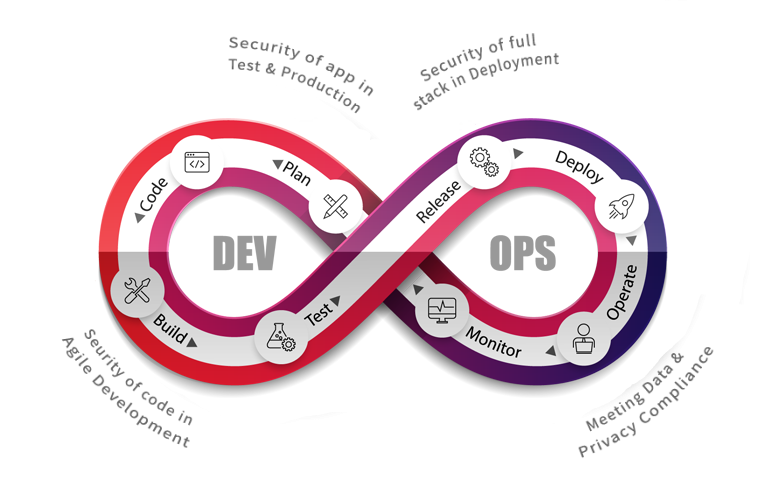 Security of app in
Test & Production
Security of full
stack in Deployment
Plan
Code
Build
Test
Release
Deploy
Operate
Monitor
DEV
OPS
Seurity of code in
Agile Development
Meeting Data &
Privacy Compliance